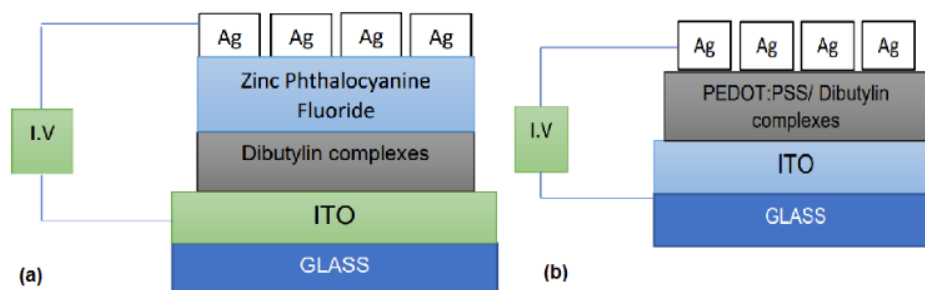 Ag Ag Ag Ag
Zinc Phthalocyanine
Fluoride
I.V
Dibutylin complexes
ITO
GLASS
(a)
Ag Ag Ag Ag
PEDOT:PSS/ Dibutylin
complexes
I.V
ITO
GLASS
(b)